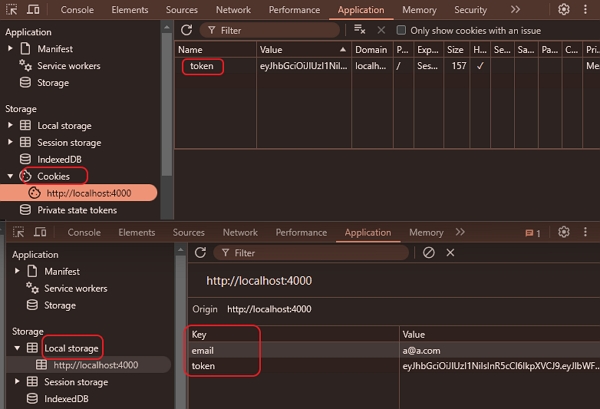 Console Elements Sources Network Performance Application Memory Security
Application
Manifest
Service workers
Storage
Storage
Local storage
Session storage
IndexedDB
Cookies
http://localhost:4000
Private state tokens
Filter Only show cookies with an issue
Name Value Domain P... Exp... Size H... Se... Sa... Pa... C... Pri...
token eyJhbGciOiJIUzI1NiI... localh... / Ses... 157 ✓ Me...
Console Elements Sources Network Performance Application Memory 1
Application
Manifest
Service workers
Storage
Storage
Local storage
http://localhost:4000
Session storage
IndexedDB
Filter
http://localhost:4000
Origin http://localhost:4000
Key Value
email a@a.com
token eyJhbGciOiJIUzI1NiIsInR5cCI6IkpXVCJ9.eyJlbWF...